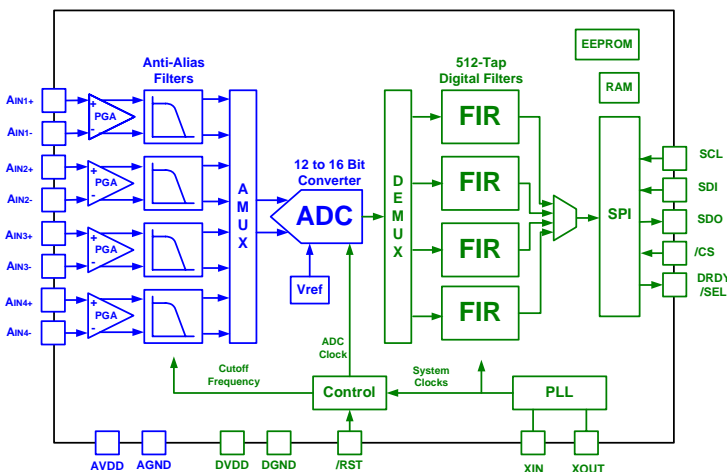 EEPROM
Anti-Alias
Filters
512-Tap
Digital Filters
RAM
AIN1+
+
PGA
-
AIN1-
FIR
SCL
AIN2+
+
PGA
-
AIN2-
12 to 16 Bit
Converter
FIR
SDI
AMUX
ADC
DEMUX
SPI
SDO
AIN3+
+
PGA
-
AIN3-
FIR
/CS
Vref
DRDY
/SEL
AIN4+
+
PGA
-
AIN4-
FIR
ADC
Clock
Cutoff
Frequency
System
Clocks
Control
PLL
AVDD
AGND
DVDD
DGND
/RST
XIN
XOUT